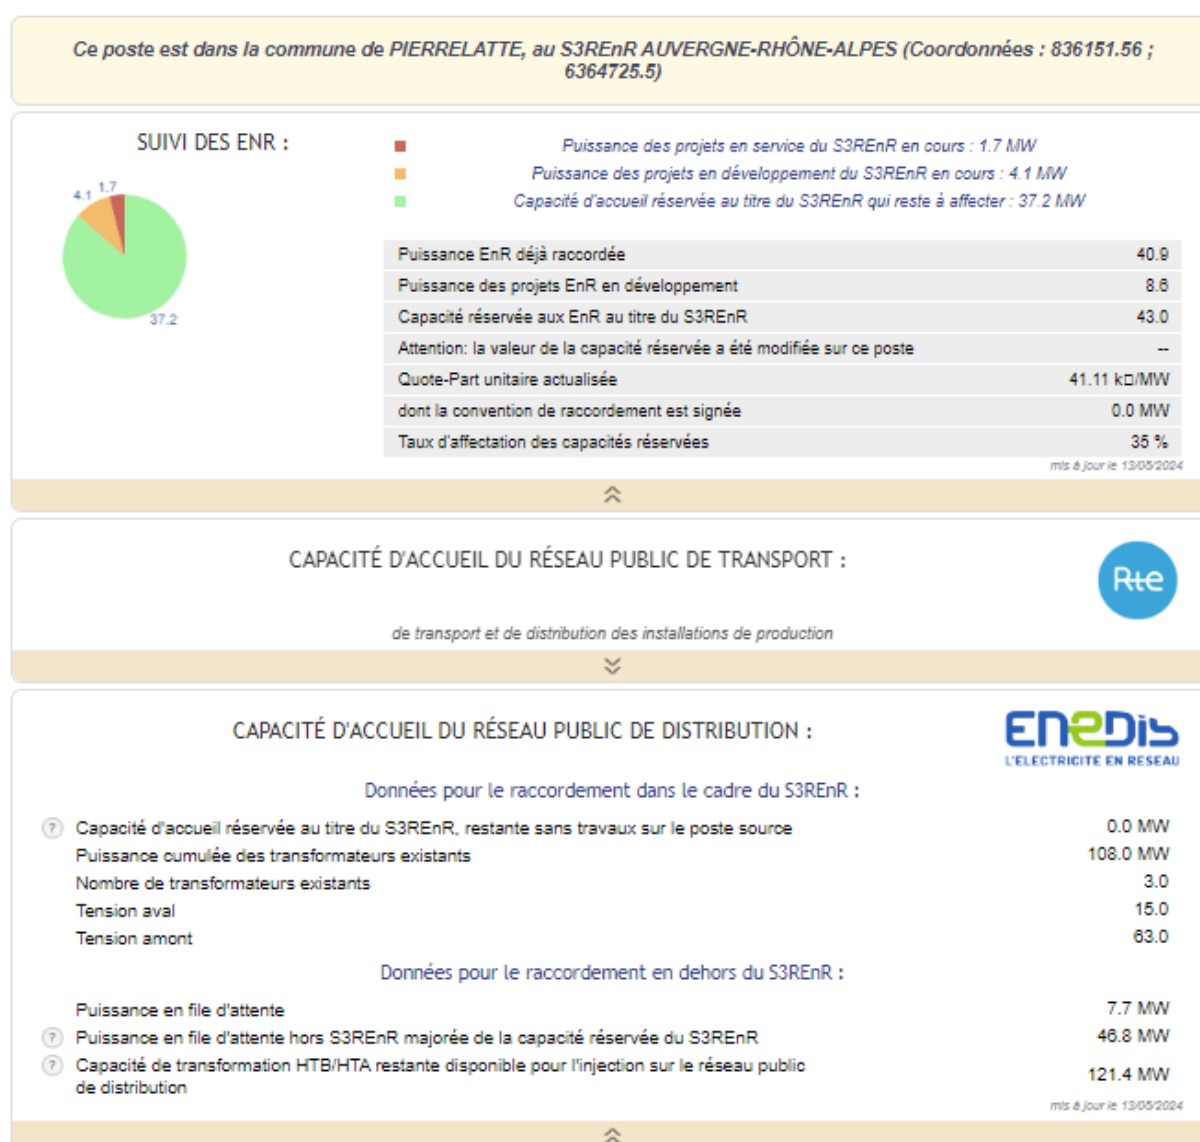 Ce poste est dans la commune de PIERRELATTE, au S3REnR AUVERGNE-RHÔNE-ALPES (Coordonnées : 836151.56 ;
6364725.5)
SUIVI DES ENR :
Puissance des projets en service du S3REnR en cours : 1.7 MW
Puissance des projets en développement du S3REnR en cours : 4.1 MW
Capacité d'accueil réservée au titre du S3REnR qui reste à affecter : 37.2 MW
4.1
1.7
37.2
Puissance EnR déjà raccordée 40.9
Puissance des projets EnR en développement 8.6
Capacité réservée aux EnR au titre du S3REnR 43.0
Attention: la valeur de la capacité réservée a été modifiée sur ce poste --
Quote-Part unitaire actualisée 41.11 k□/MW
dont la convention de raccordement est signée 0.0 MW
Taux d'affectation des capacités réservées 35 %
mis à jour le 13/05/2024
CAPACITÉ D'ACCUEIL DU RÉSEAU PUBLIC DE TRANSPORT :
Rte
de transport et de distribution des installations de production
CAPACITÉ D'ACCUEIL DU RÉSEAU PUBLIC DE DISTRIBUTION :
ENEDIS
L'ELECTRICITE EN RESEAU
Données pour le raccordement dans le cadre du S3REnR :
? Capacité d'accueil réservée au titre du S3REnR, restante sans travaux sur le poste source 0.0 MW
Puissance cumulée des transformateurs existants 108.0 MW
Nombre de transformateurs existants 3.0
Tension aval 15.0
Tension amont 63.0
Données pour le raccordement en dehors du S3REnR :
Puissance en file d'attente 7.7 MW
? Puissance en file d'attente hors S3REnR majorée de la capacité réservée du S3REnR 46.8 MW
? Capacité de transformation HTB/HTA restante disponible pour l'injection sur le réseau public
de distribution 121.4 MW
mis à jour le 13/05/2024